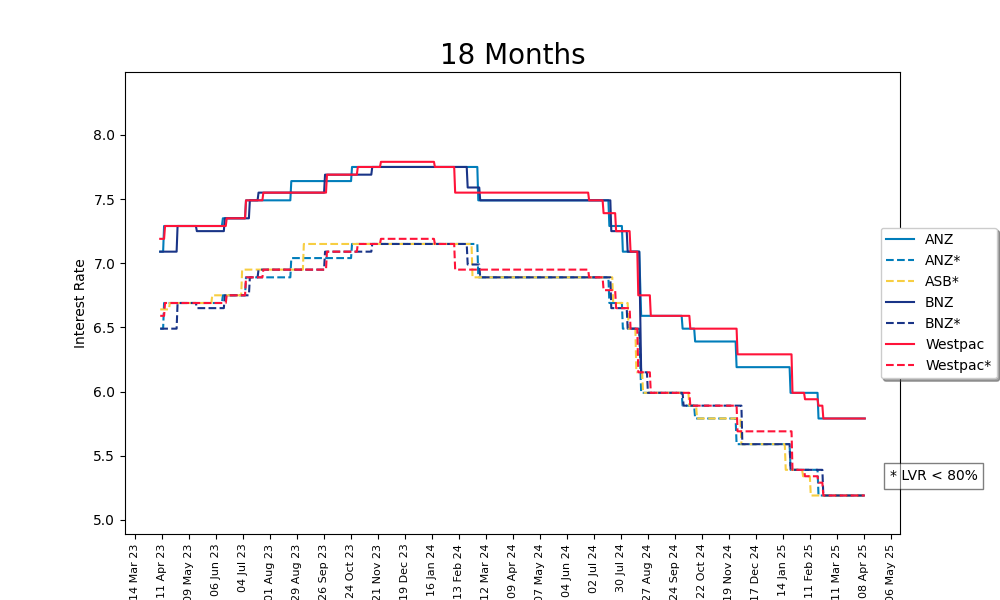 18 Months
Interest Rate
8.0
7.5
7.0
6.5
6.0
5.5
5.0
14 Mar 23
11 Apr 23
09 May 23
06 Jun 23
04 Jul 23
01 Aug 23
29 Aug 23
26 Sep 23
24 Oct 23
21 Nov 23
19 Dec 23
16 Jan 24
13 Feb 24
12 Mar 24
09 Apr 24
07 May 24
04 Jun 24
02 Jul 24
30 Jul 24
27 Aug 24
24 Sep 24
22 Oct 24
19 Nov 24
17 Dec 24
14 Jan 25
11 Feb 25
11 Mar 25
08 Apr 25
06 May 25
ANZ
ANZ*
ASB*
BNZ
BNZ*
Westpac
Westpac*
* LVR < 80%